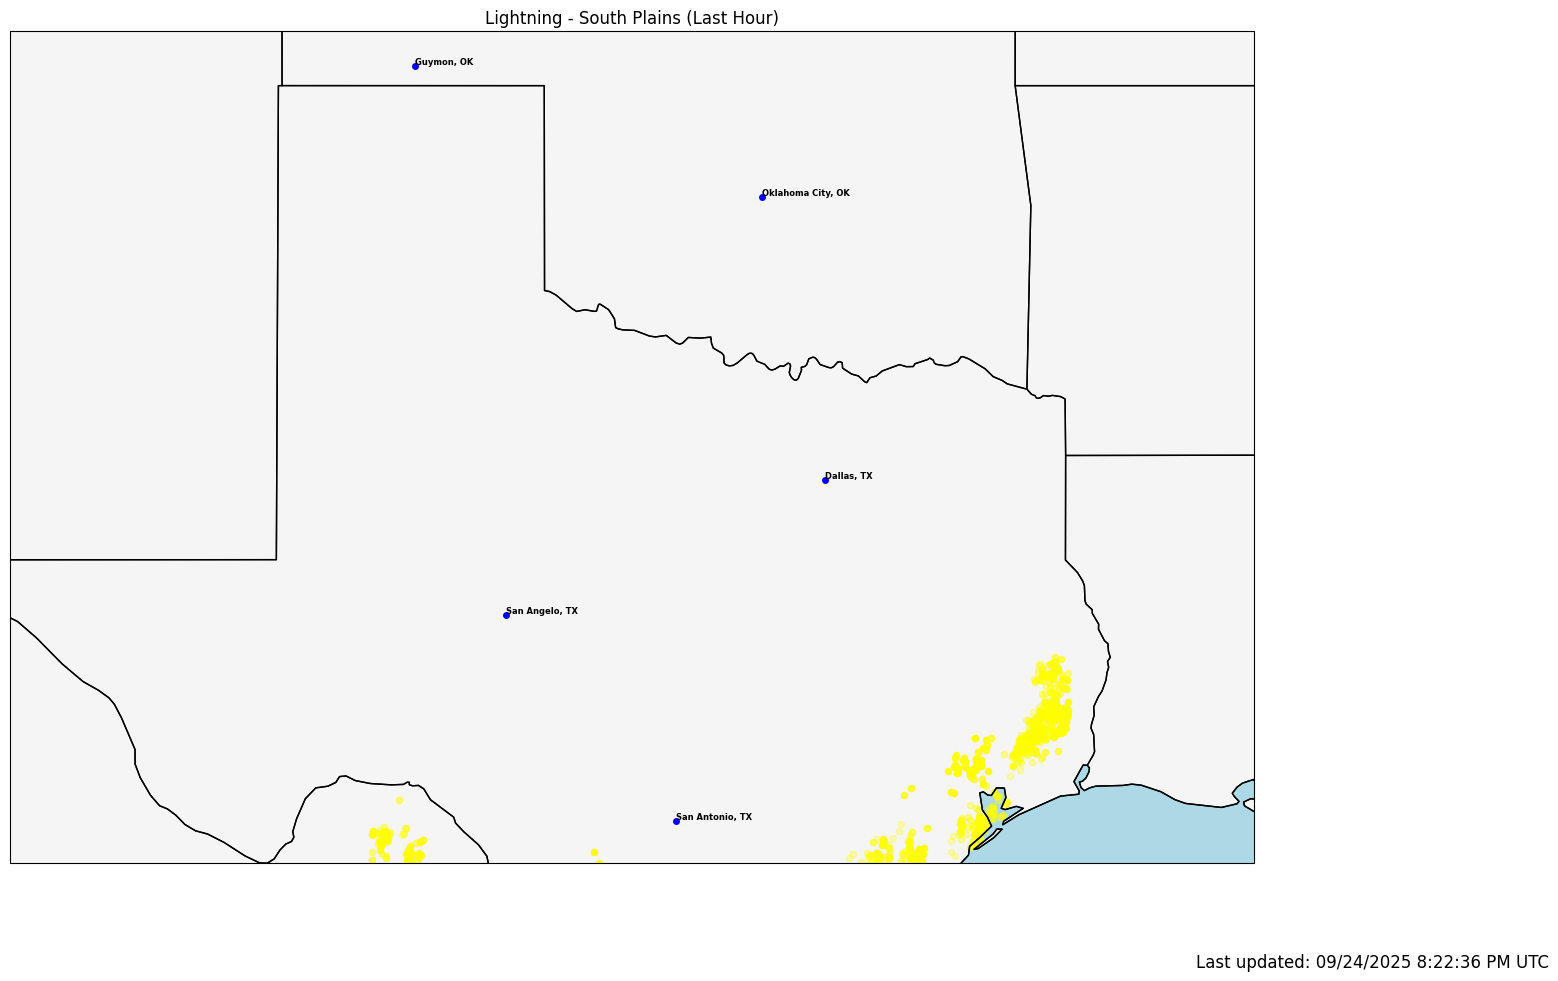 Lightning - South Plains (Last Hour)
Guymon, OK
Oklahoma City, OK
Dallas, TX
San Angelo, TX
San Antonio, TX
Last updated: 09/24/2025 8:22:36 PM UTC